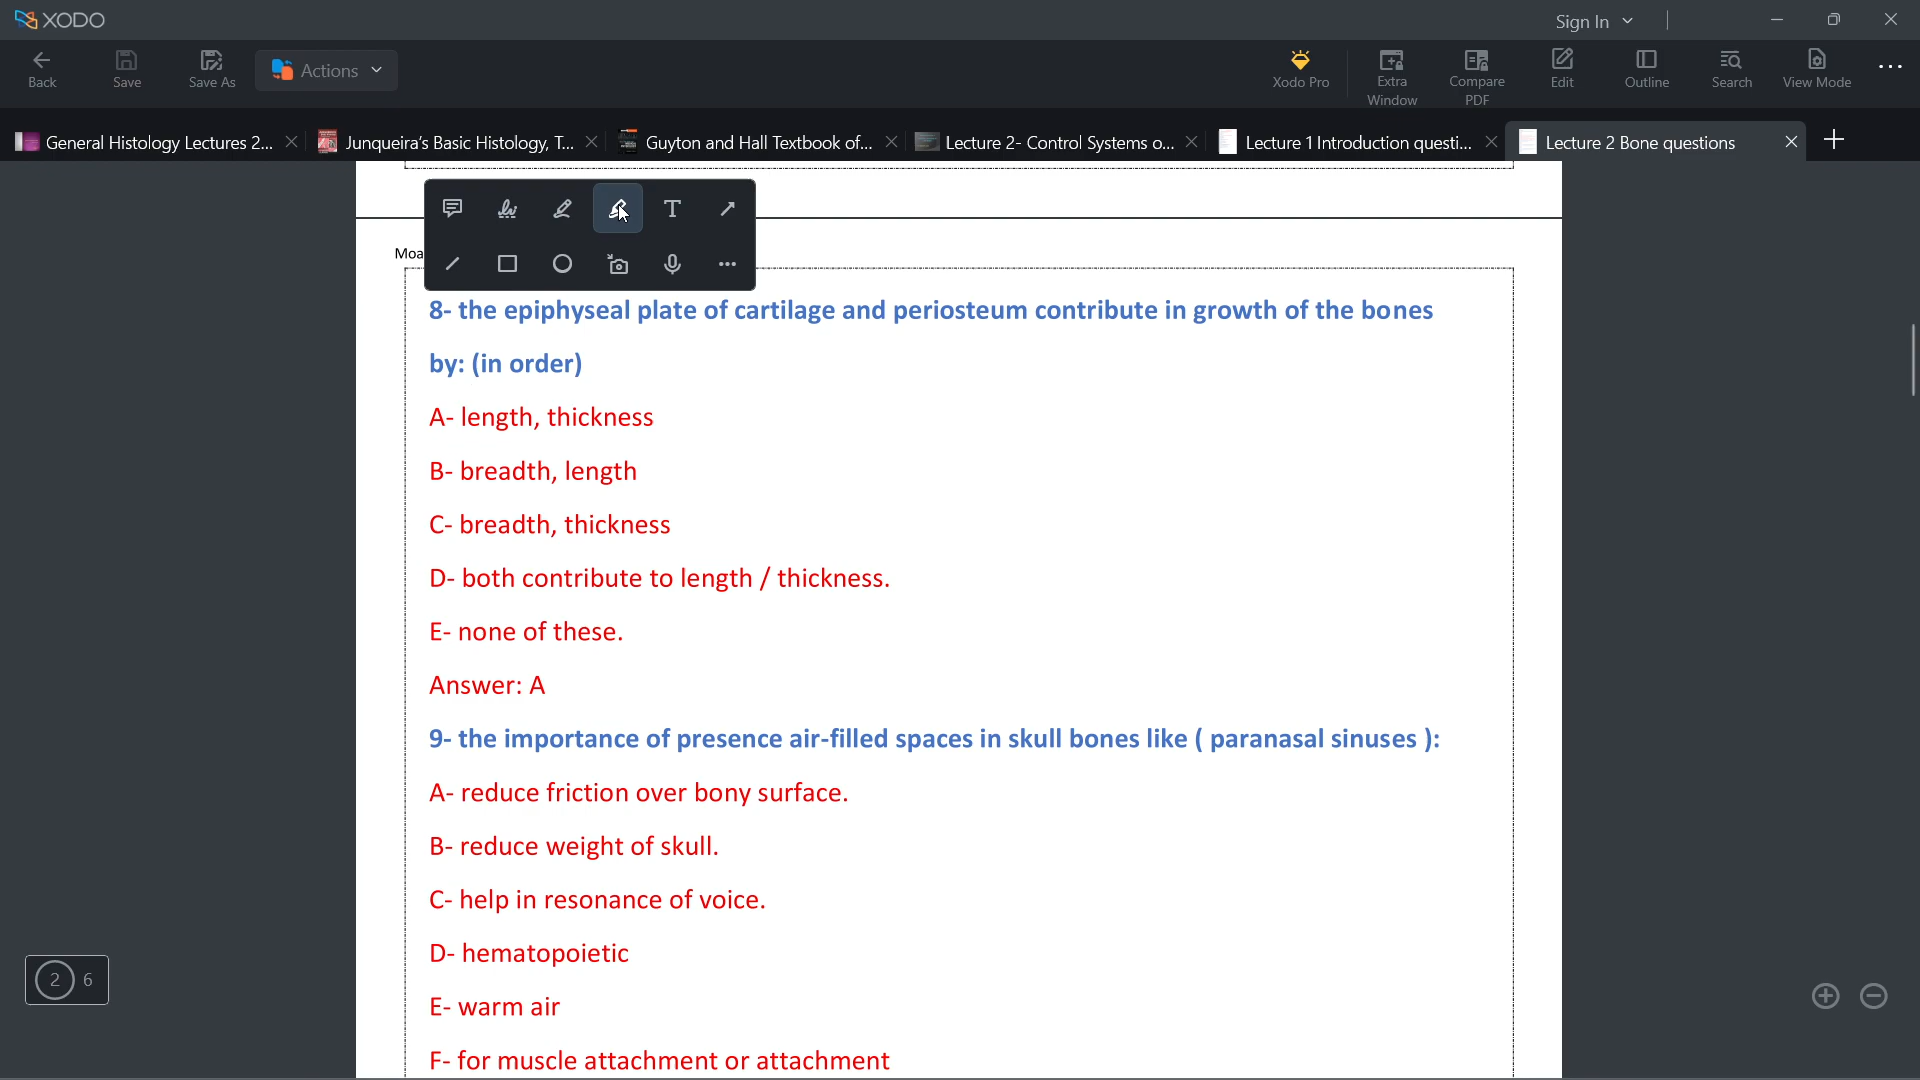 XODO
Sign In
Back
Save
Save As
Actions
Xodo Pro
Extra Window
Compare PDF
Edit
Outline
Search
View Mode
General Histology Lectures 2...
Junqueira's Basic Histology, T...
Guyton and Hall Textbook of...
Lecture 2- Control Systems o...
Lecture 1 Introduction questi...
Lecture 2 Bone questions
T
Moa
8- the epiphyseal plate of cartilage and periosteum contribute in growth of the bones
by: (in order)
A- length, thickness
B- breadth, length
C- breadth, thickness
D- both contribute to length / thickness.
E- none of these.
Answer: A
9- the importance of presence air-filled spaces in skull bones like ( paranasal sinuses ):
A- reduce friction over bony surface.
B- reduce weight of skull.
C- help in resonance of voice.
D- hematopoietic
E- warm air
F- for muscle attachment or attachment
2 6